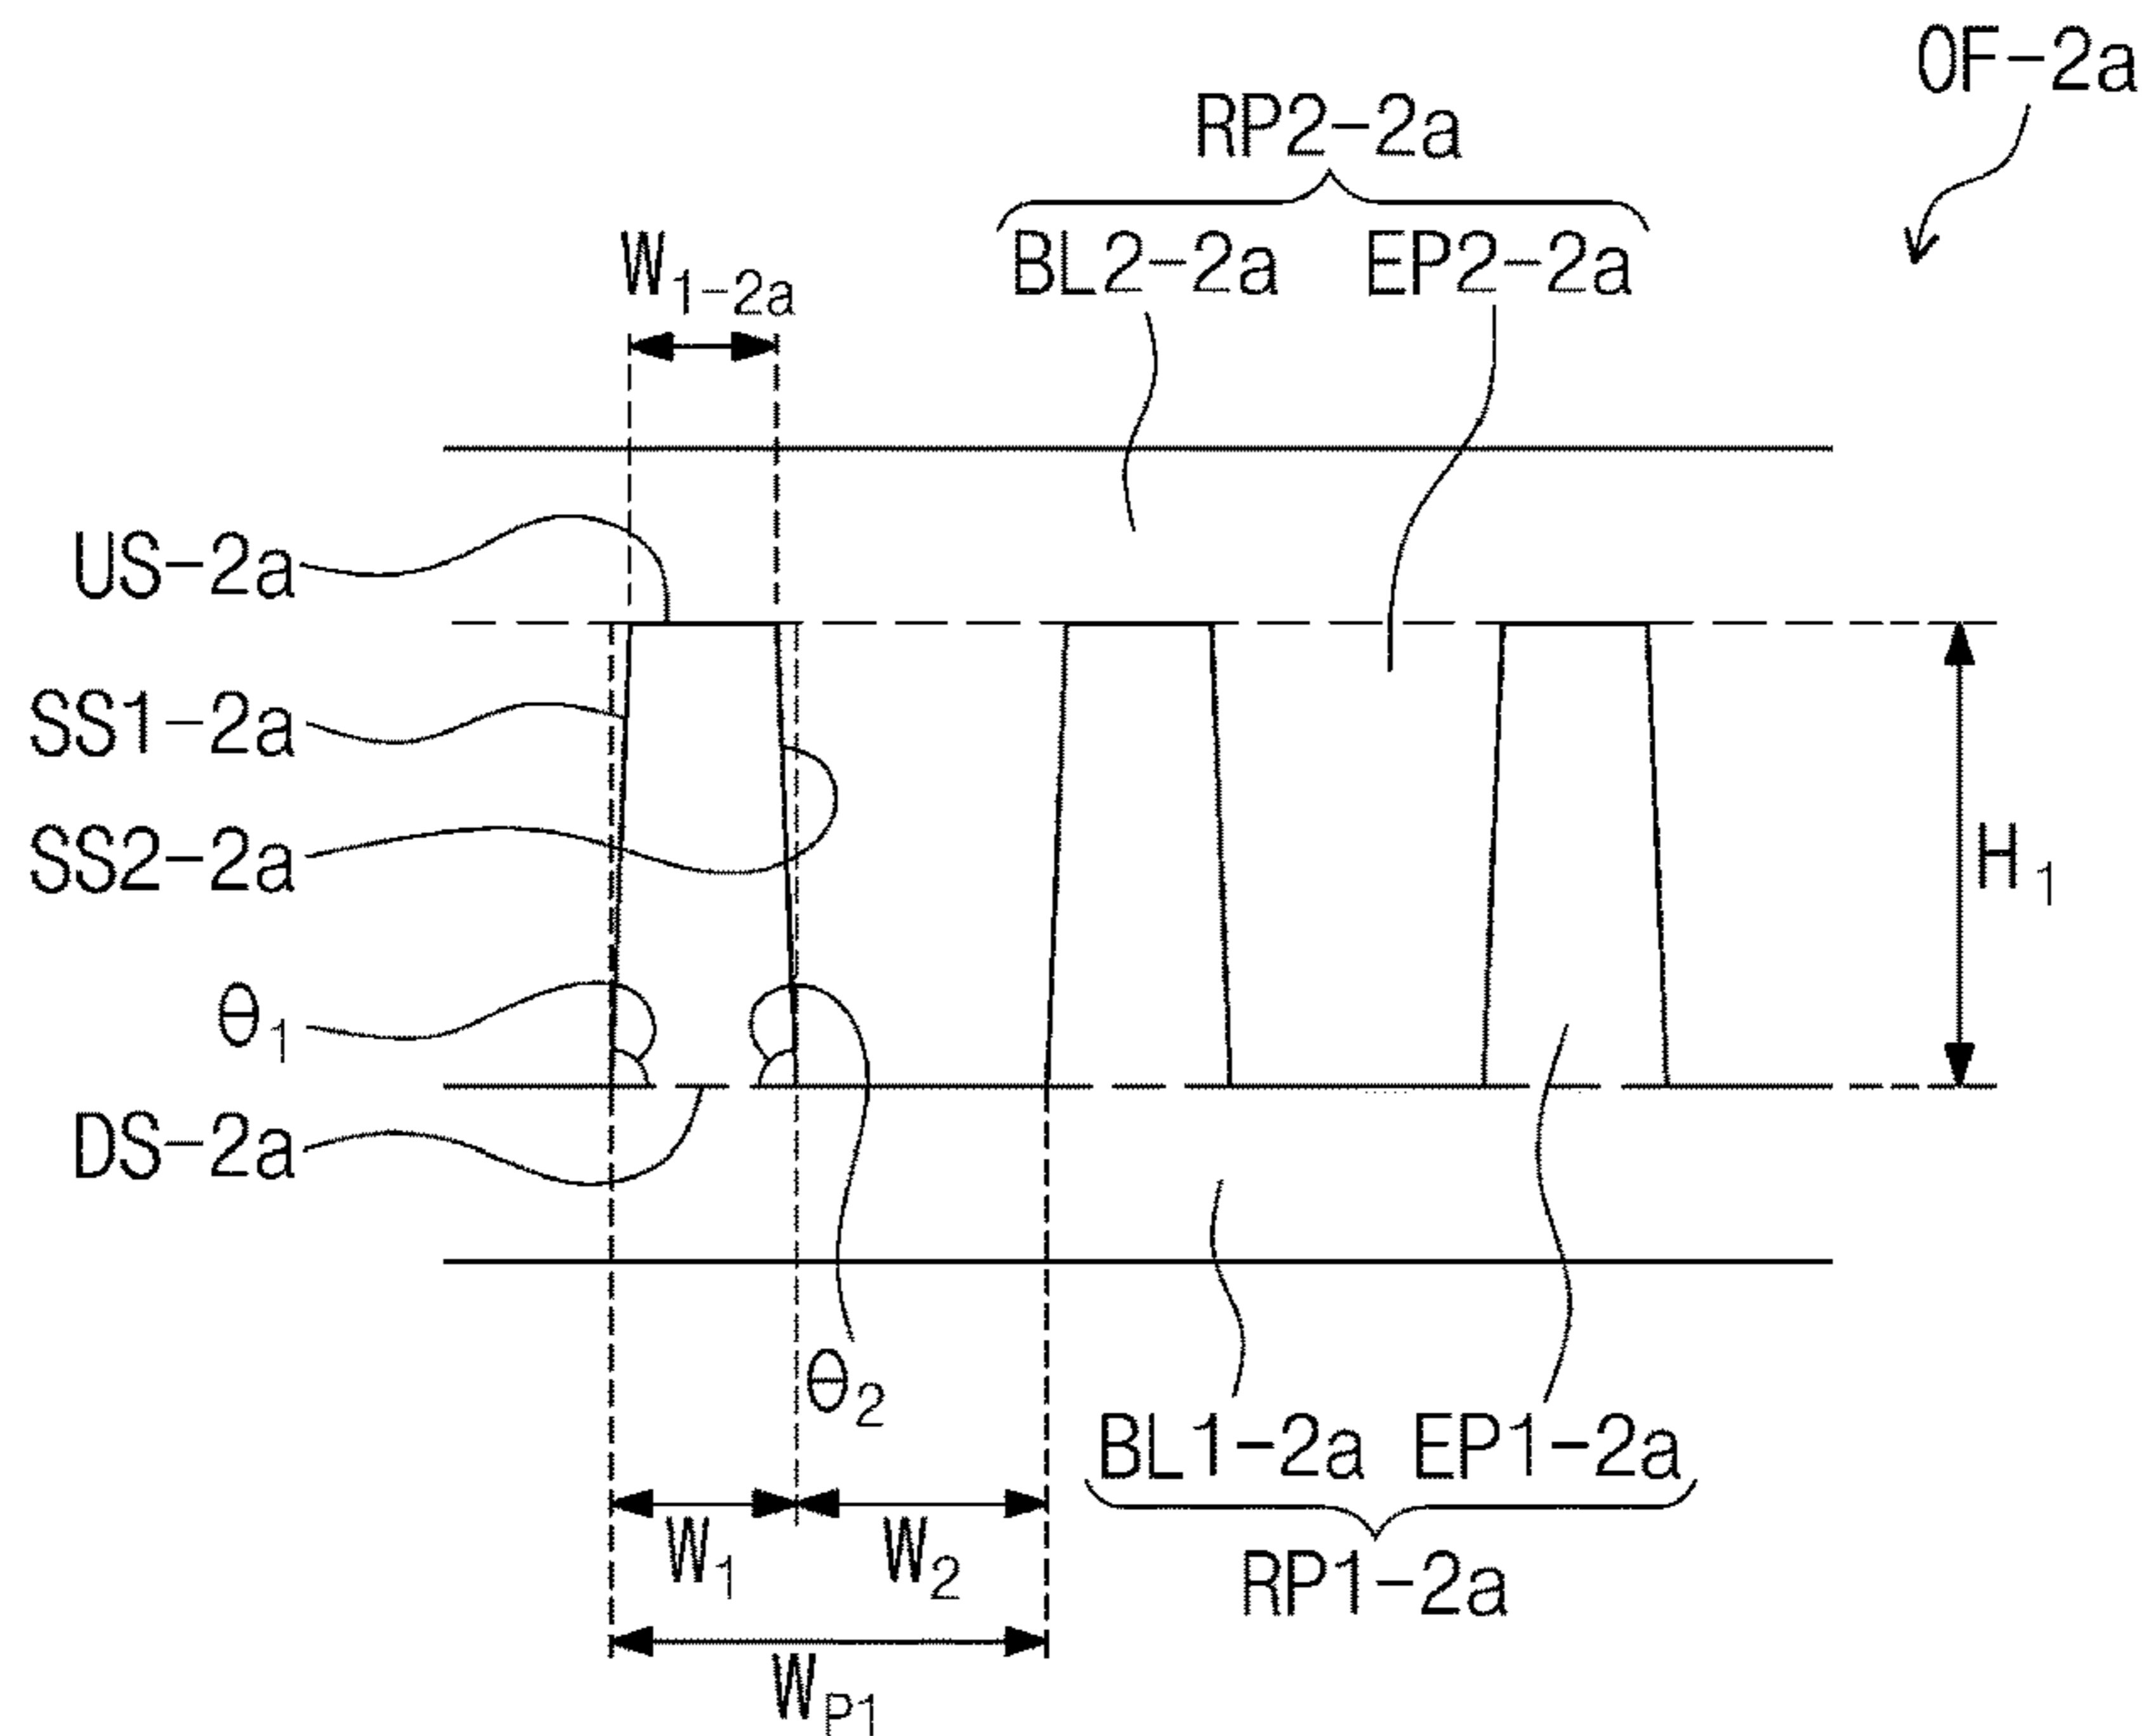 OF-2a
RP2-2a
BL2-2a EP2-2a
W1-2a
US-2a
SS1-2a
SS2-2a
H1
θ1
DS-2a
θ2
BL1-2a EP1-2a
W1 W2
RP1-2a
WP1